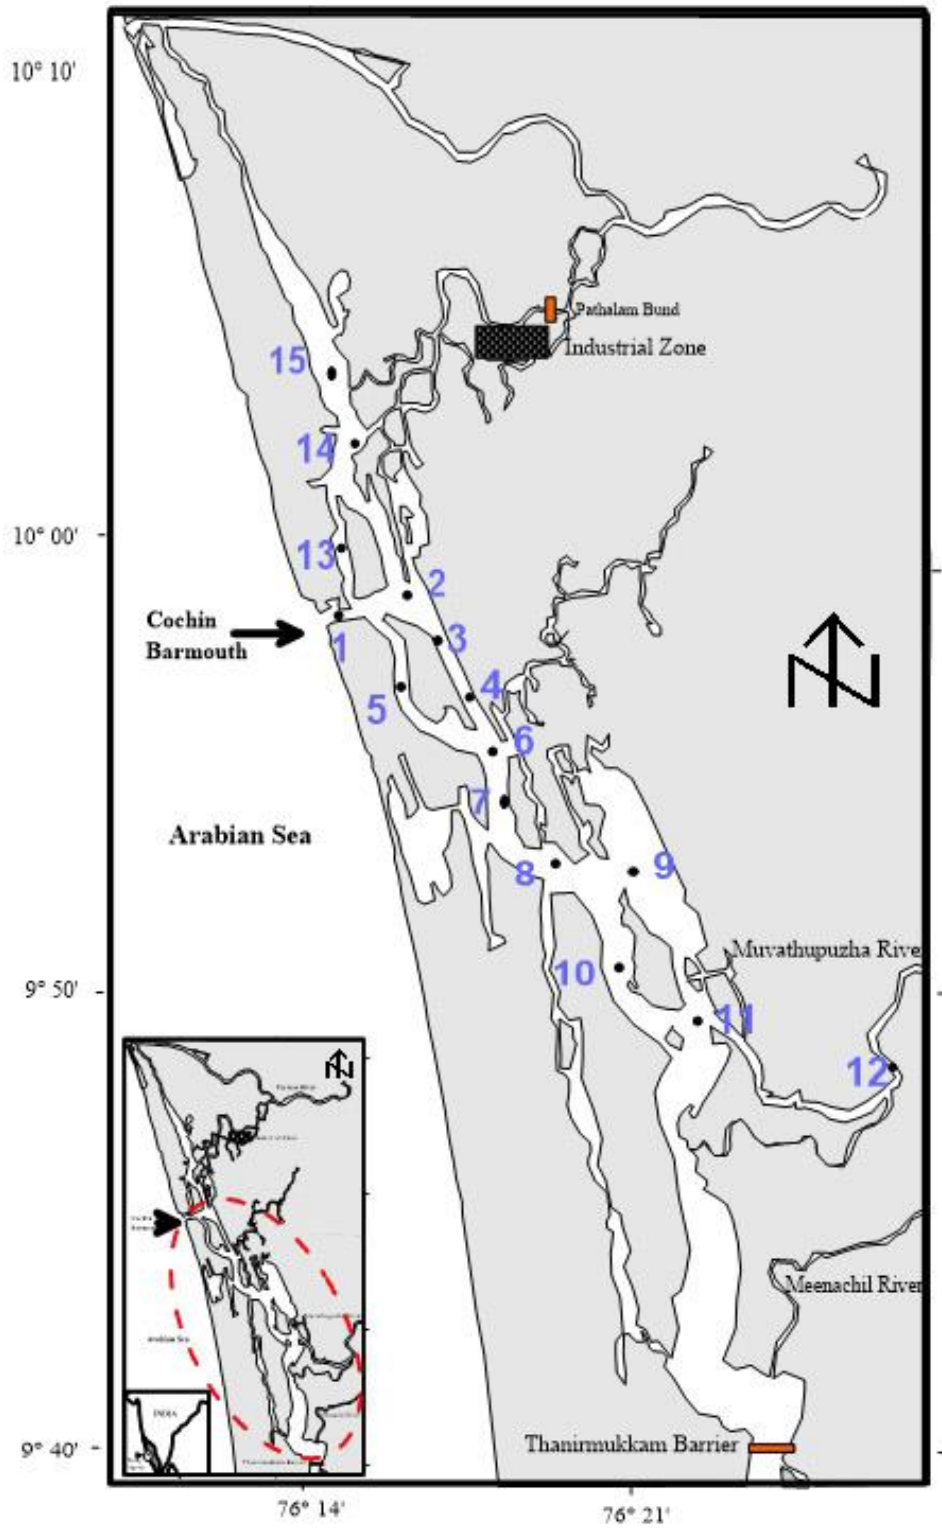 10° 10'
Pathalam Bund
Industrial Zone
15
14
10° 00'
13
2
Cochin
Barmouth
1
3
4
5
6
7
Arabian Sea
8
9
Muvathupuzha River
10
9° 50'
11
12
N
N
Meenachil River
INDIA
Arabian Sea
Thanirmukkam Barrier
9° 40'
76° 14'
76° 21'